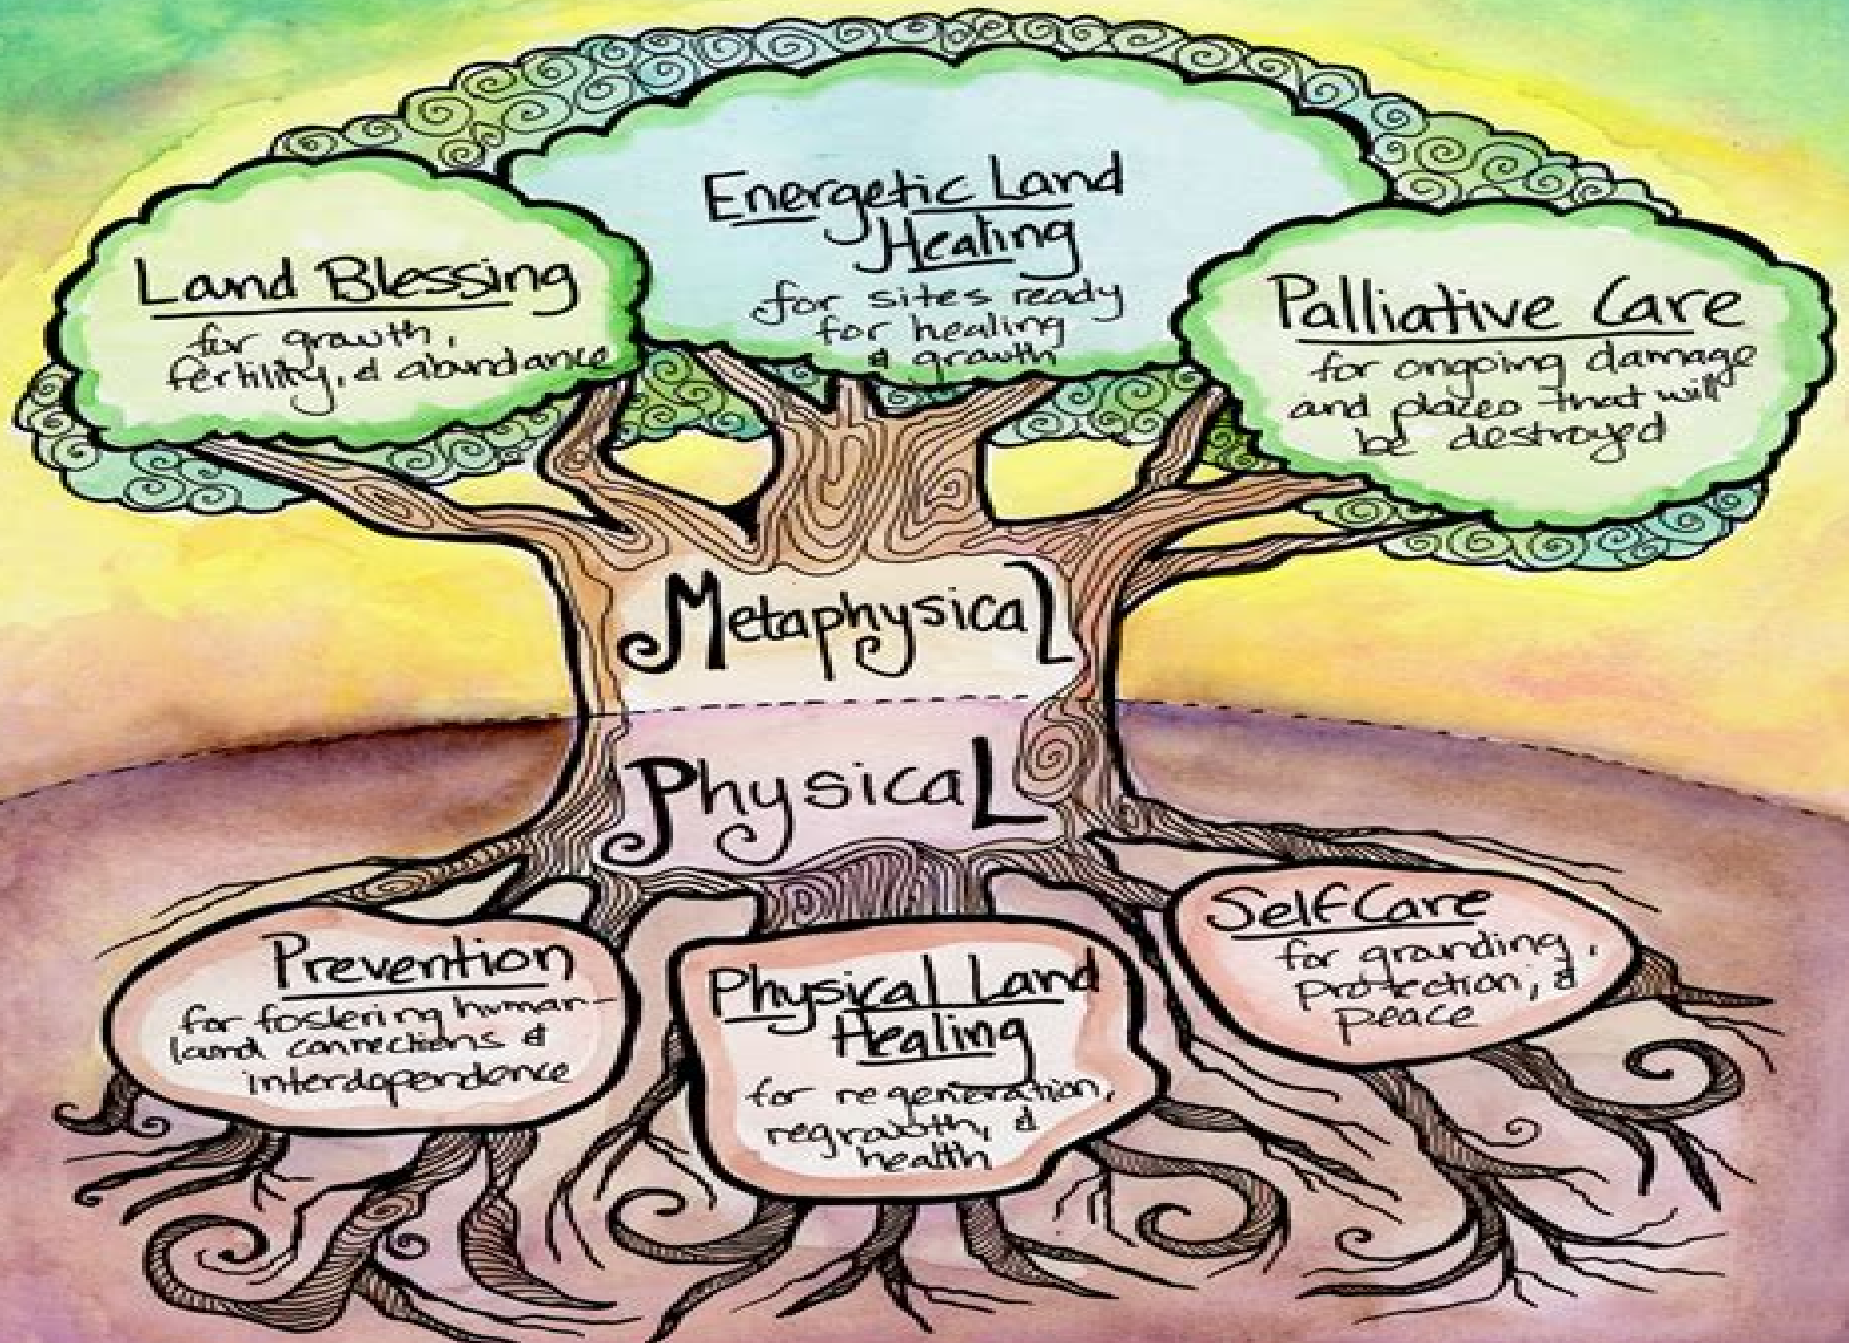 Energetic Land
Healing
for sites ready
for healing
& growth
Land Blessing
for growth,
fertility, & abundance
Palliative Care
for ongoing damage
and places that will
be destroyed
Metaphysical
Physical
Prevention
for fostering human-
land connections &
interdependence
Physical Land
Healing
for regeneration,
regrowth, &
health
Self Care
for grounding,
protection, &
peace